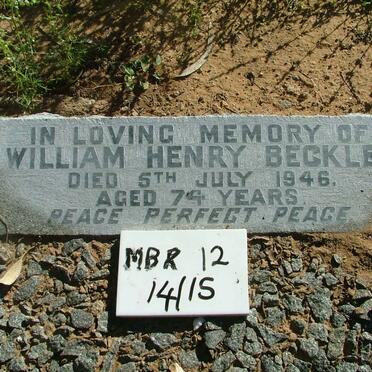 IN LOVING MEMORY OF
WILLIAM HENRY BECKLE
DIED 5TH JULY 1946.
AGED 74 YEARS
PEACE PERFECT PEACE
MBR 12
14/15